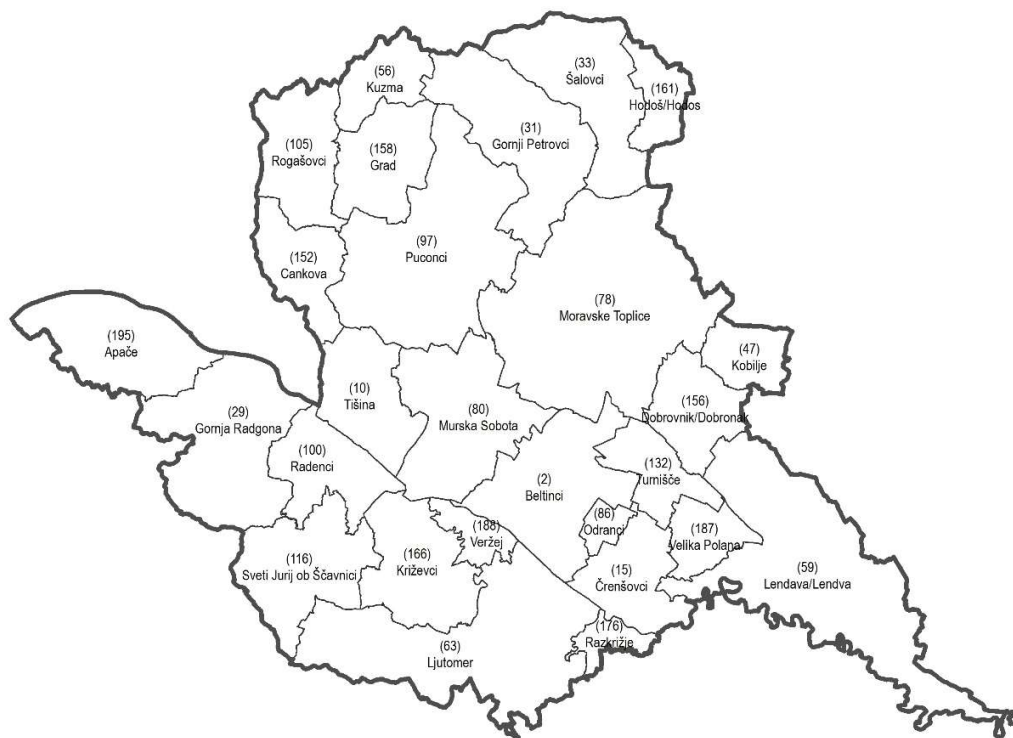 (33)
Šalovci
(56)
Kuzma
(161)
Hodoš/Hodos
(31)
Gornji Petrovci
(105)
Rogašovci
(158)
Grad
(97)
Puconci
(152)
Cankova
(78)
Moravske Toplice
(195)
Apače
(47)
Kobilje
(10)
Tišina
(156)
Dobrovnik/Dobronak
(29)
Gornja Radgona
(80)
Murska Sobota
(100)
Radenci
(132)
Turnišče
(2)
Beltinci
(86)
Odranci
(188)
Veržej
(187)
Velika Polana
(116)
Sveti Jurij ob Ščavnici
(166)
Križevci
(15)
Črenšovci
(59)
Lendava/Lendva
(176)
Razkrižje
(63)
Ljutomer